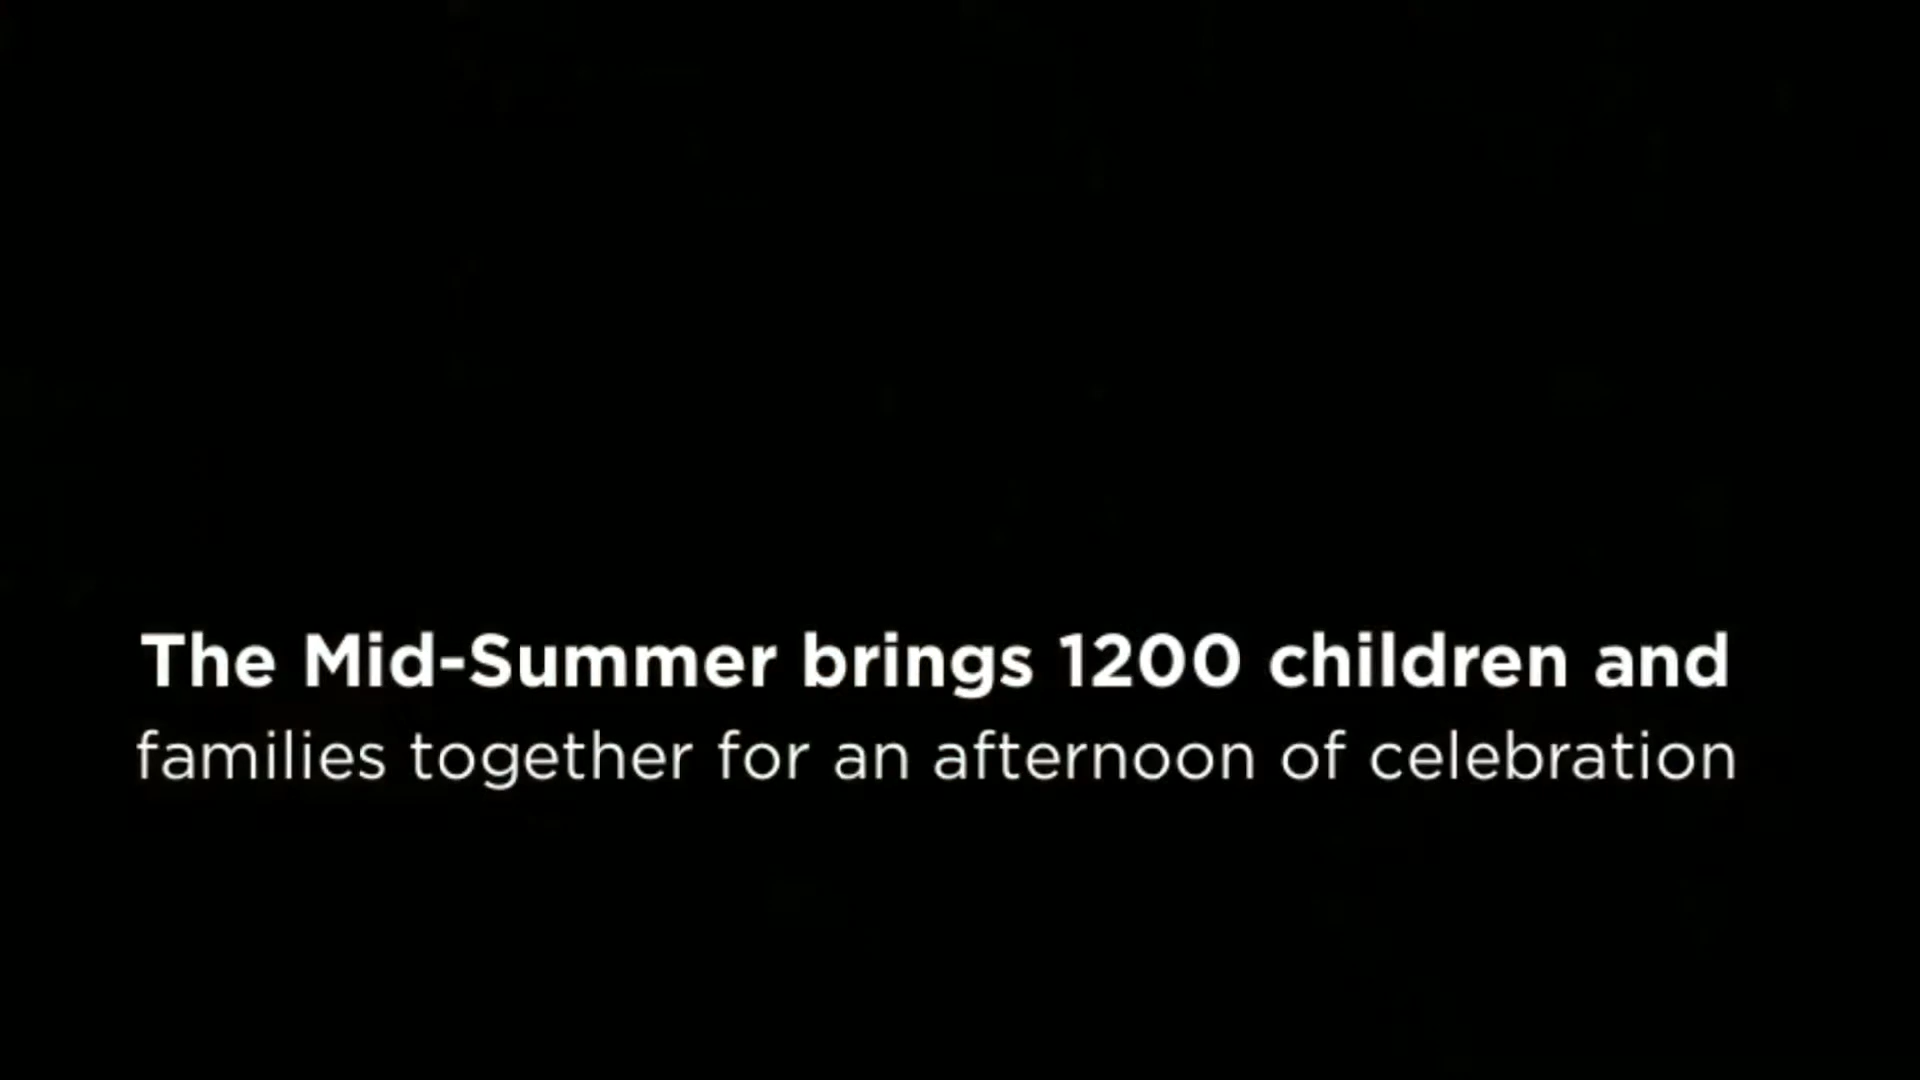 The Mid-Summer brings 1200 children and
families together for an afternoon of celebration